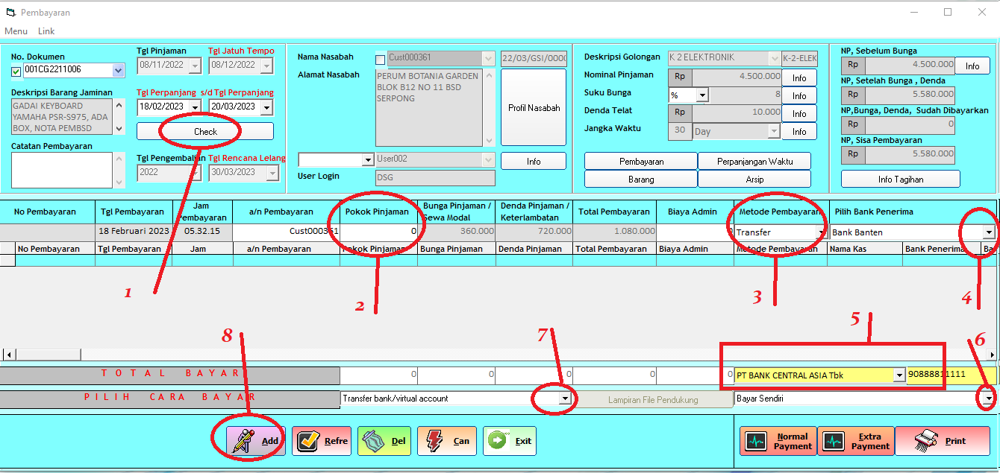 Pembayaran
Menu Link
No. Dokumen
001CG2211006
Tgl Pinjaman Tgl Jatuh Tempo
08/11/2022 08/12/2022
Deskripsi Barang Jaminan
GADAI KEYBOARD
YAMAHA PSR-S975, ADA
BOX, NOTA PEMBSD
Tgl Perpanjang s/d Tgl Perpanjang
18/02/2023 20/03/2023
Check
Catatan Pembayaran
Tgl Pengembalian Tgl Rencana Lelang
2022 30/03/2023
Nama Nasabah Cust000361 22/03/GSI/0000
Alamat Nasabah
PERUM BOTANIA GARDEN
BLOK B12 NO 11 BSD
SERPONG
Profil Nasabah
User002 Info
User Login DSG
Deskripsi Golongan K 2 ELEKTRONIK K-2-ELEK
Nominal Pinjaman Rp 4.500.000 Info
Suku Bunga % 8 Info
Denda Telat Rp 10.000 Info
Jangka Waktu 30 Day Info
Pembayaran Perpanjangan Waktu
Barang Arsip
NP, Sebelum Bunga
Rp 4.500.000 Info
NP, Setelah Bunga , Denda
Rp 5.580.000
NP,Bunga, Denda, Sudah Dibayarkan
Rp 0
NP, Sisa Pembayaran
Rp 5.580.000
Info Tagihan
No Pembayaran Tgl Pembayaran Jam Pembayaran a/n Pembayaran Pokok Pinjaman Bunga Pinjaman / Sewa Modal Denda Pinjaman / Keterlambatan Total Pembayaran Biaya Admin Metode Pembayaran Pilih Bank Penerima
18 Februari 2023 05.32.15 Cust000361 0 360.000 720.000 1.080.000 0 Transfer Bank Banten
No Pembayaran Tgl Pembayaran Jam a/n Pembayaran Pokok Pinjaman Bunga Pinjaman Denda Pinjaman Total Pembayaran Biaya Admin Metode Pembayaran Nama Kas Bank Penerima Ba
1 2 3 4
5
6
7
8
TOTAL BAYAR 0 0 0 0 0 PT BANK CENTRAL ASIA Tbk 90888811111
PILIH CARA BAYAR Transfer bank/virtual account Lampiran File Pendukung Bayar Sendiri
Add Refre Del Can Exit Normal Payment Extra Payment Print